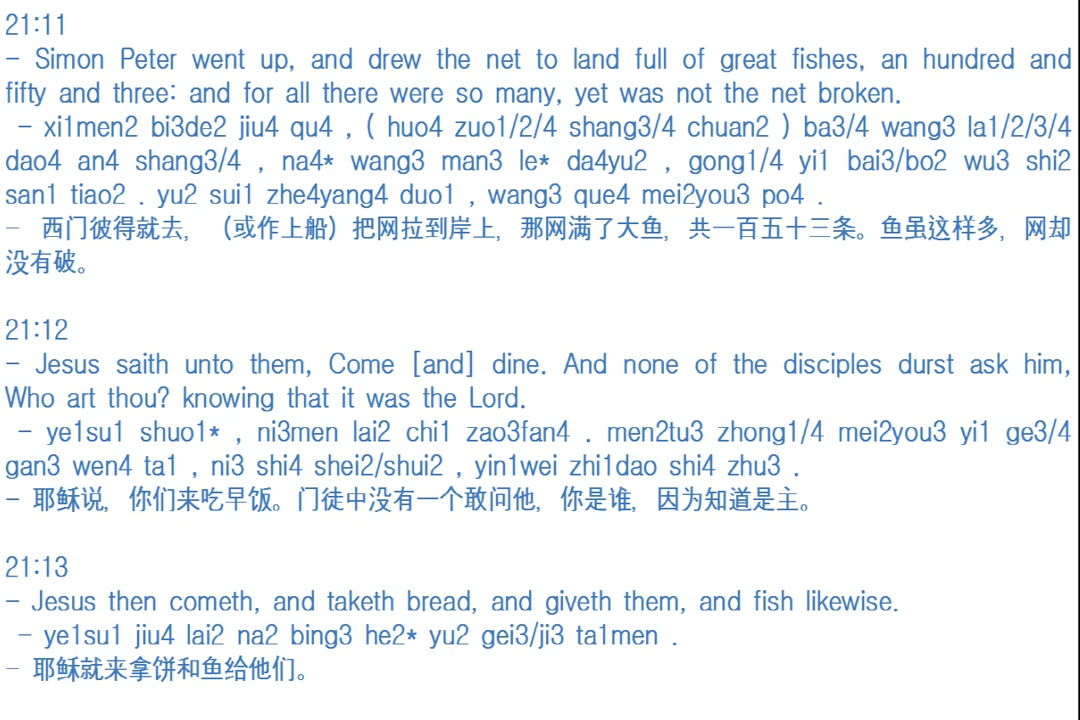 21:11
- Simon Peter went up, and drew the net to land full of great fishes, an hundred and
fifty and three: and for all there were so many, yet was not the net broken.
- xi1men2 bi3de2 jiu4 qu4 , ( huo4 zuo1/2/4 shang3/4 chuan2 ) ba3/4 wang3 la1/2/3/4
dao4 an4 shang3/4 , na4* wang3 man3 le* da4yu2 , gong1/4 yi1 bai3/bo2 wu3 shi2
san1 tiao2 . yu2 sui1 zhe4yang4 duo1 , wang3 que4 mei2you3 po4 .
- 西门彼得就去, (或作上船) 把网拉到岸上, 那网满了大鱼, 共一百五十三条。鱼虽这样多, 网却
没有破。
21:12
- Jesus saith unto them, Come [and] dine. And none of the disciples durst ask him,
Who art thou? knowing that it was the Lord.
- ye1su1 shuo1* , ni3men lai2 chi1 zao3fan4 . men2tu3 zhong1/4 mei2you3 yi1 ge3/4
gan3 wen4 ta1 , ni3 shi4 shei2/shui2 , yin1wei zhi1dao shi4 zhu3 .
- 耶稣说, 你们来吃早饭。门徒中没有一个敢问他, 你是谁, 因为知道是主。
21:13
- Jesus then cometh, and taketh bread, and giveth them, and fish likewise.
- ye1su1 jiu4 lai2 na2 bing3 he2* yu2 gei3/ji3 ta1men .
- 耶稣就来拿饼和鱼给他们。